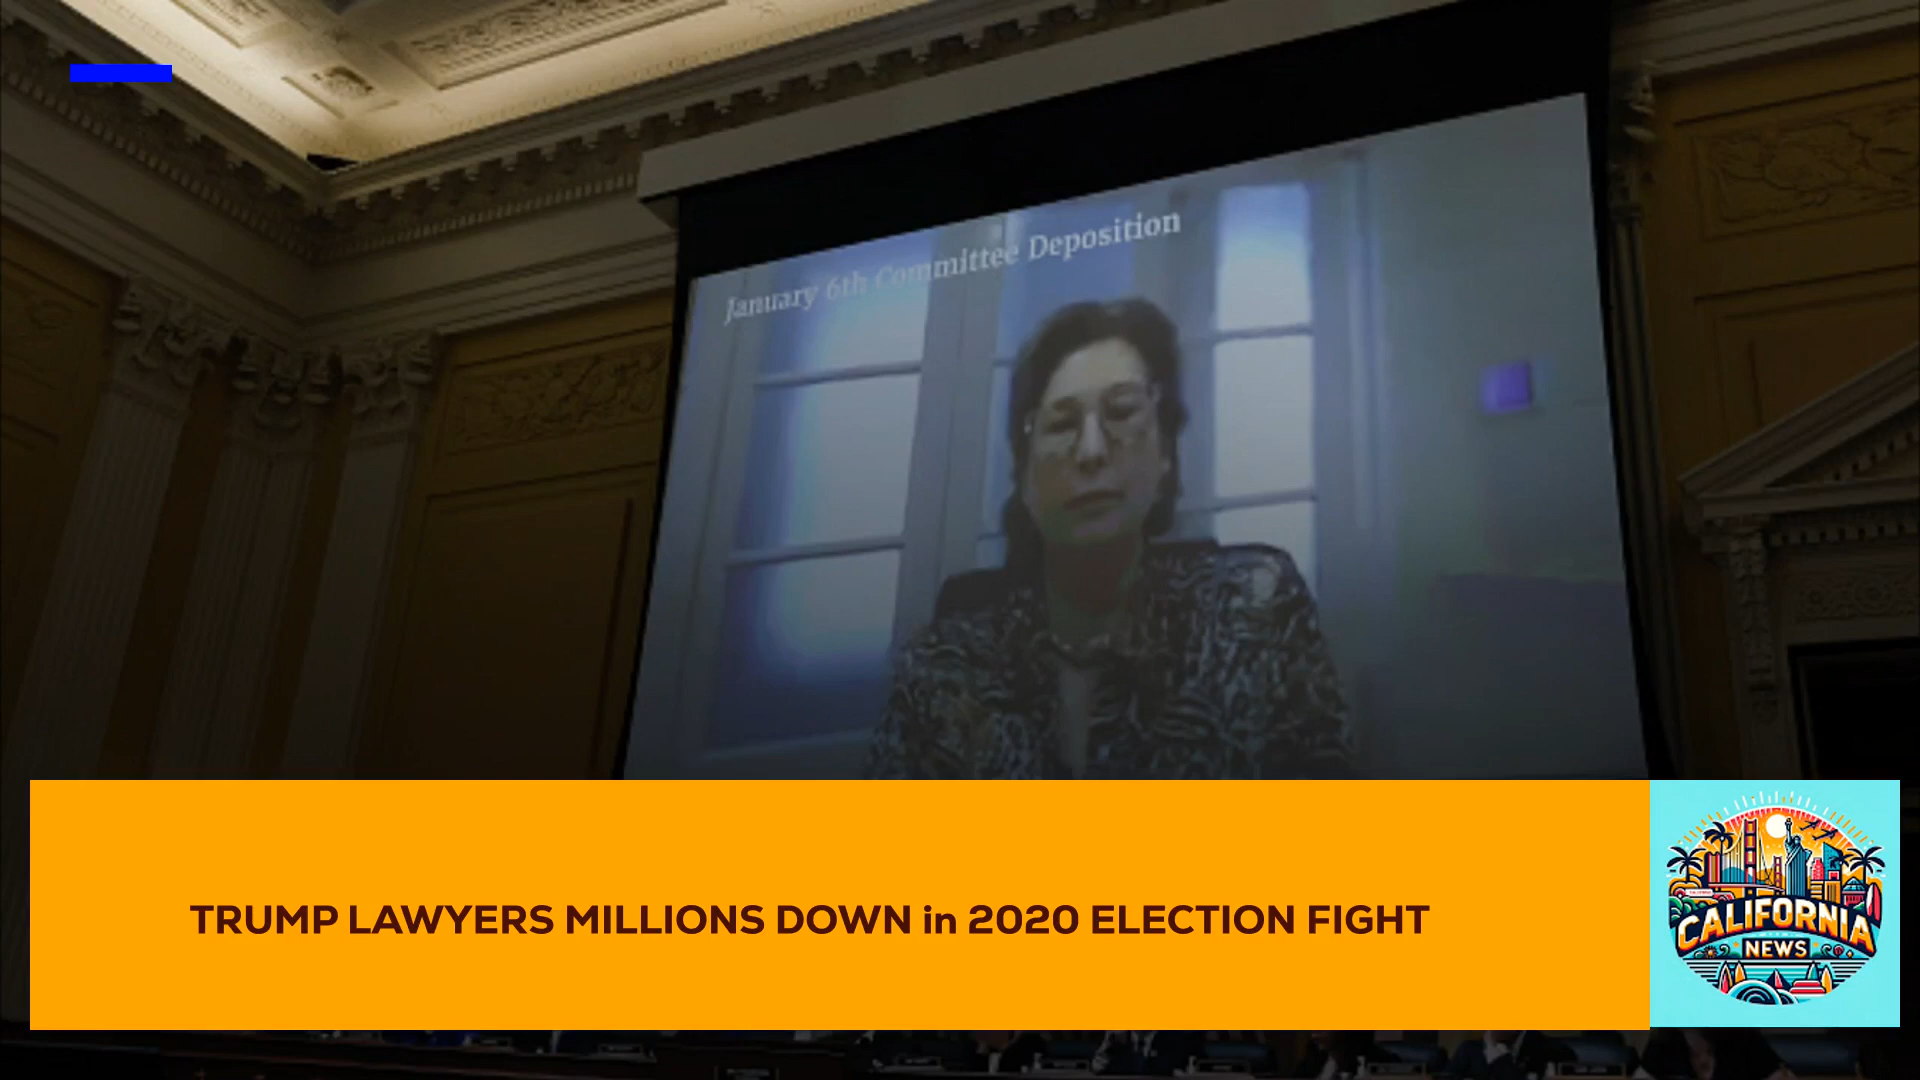 January 6th Committee Deposition
TRUMP LAWYERS MILLIONS DOWN in 2020 ELECTION FIGHT
CALIFORNIA
NEWS